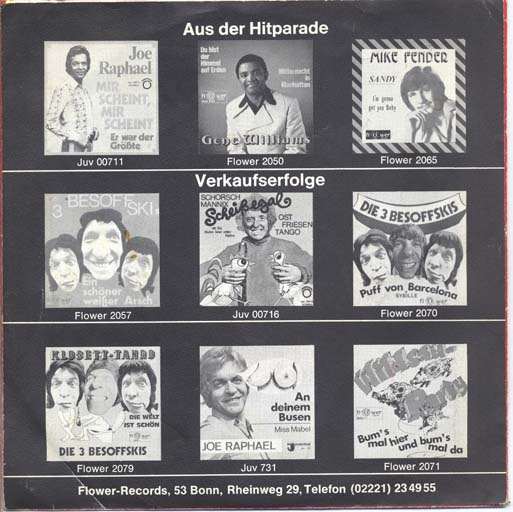 Aus der Hitparade
Joe
Raphael
MIR
SCHEINT,
MIR
SCHEINT
Er war der
Größte
Juv 00711
Du bist
der
Himmel
auf Erden
Mitternacht
in
Manhattan
Gene Williams
Flower 2050
MIKE FENDER
SANDY
I'm gonna
get you Baby
Flower 2065
Verkaufserfolge
3 BESOFFSKIS
Ein
schöner
weißer Arsch
Flower 2057
SCHORSCH
MANNIX
Scheißegal
OST
FRIESEN
TANGO
Juv 00716
DIE 3 BESOFFSKIS
Puff von Barcelona
SYBILLE
Flower 2070
KLOSETT-TANGO
DIE WELT
IST SCHÖN
DIE 3 BESOFFSKIS
Flower 2079
An
deinem
Busen
Miss Mabel
JOE RAPHAEL
Juv 731
Party
Bum's
mal hier
und bum's
mal da
Flower 2071
Flower-Records, 53 Bonn, Rheinweg 29, Telefon (02221) 234955